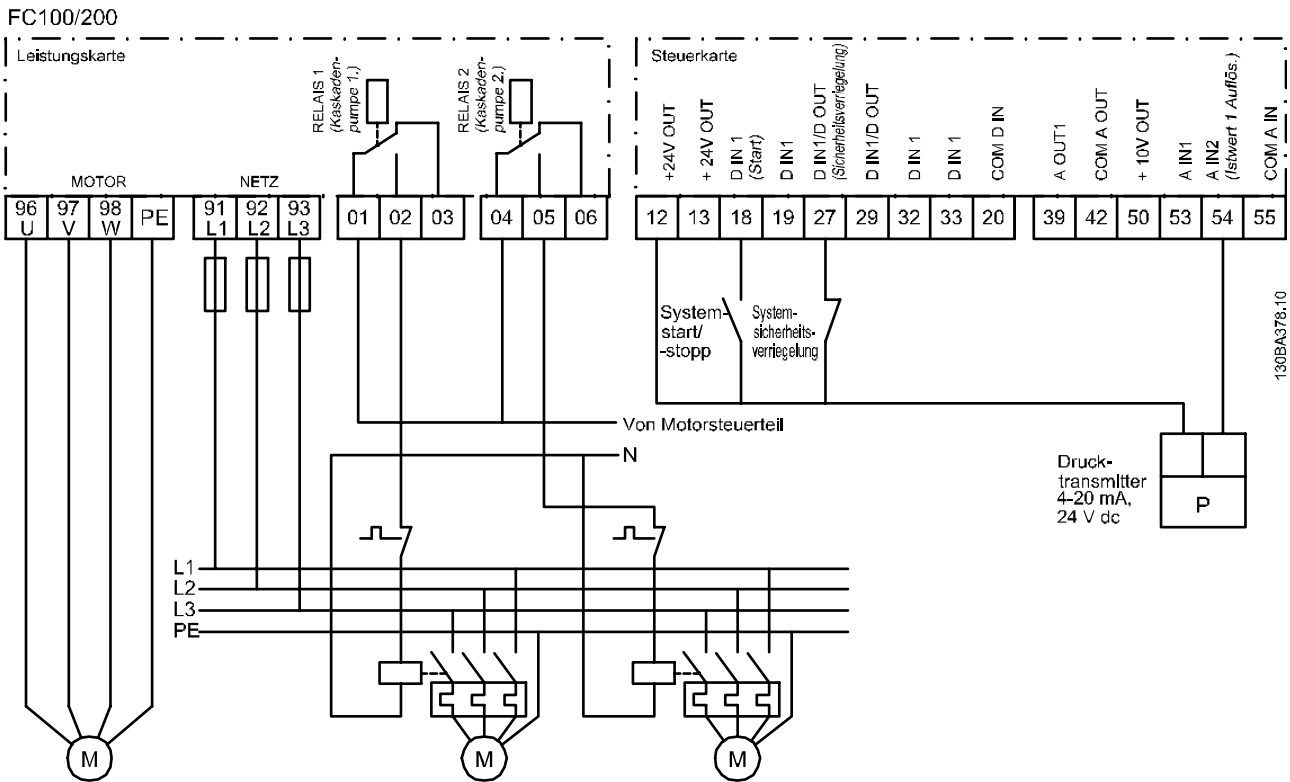 FC100/200
Leistungskarte
RELAIS 1
(Kaskaden-
pumpe 1.)
RELAIS 2
(Kaskaden-
pumpe 2.)
MOTOR
NETZ
96 97 98 PE
U V W
91 92 93
L1 L2 L3
01 02 03
04 05 06
Steuerkarte
+24V OUT
+ 24V OUT
D IN 1
(Start)
D IN1
D IN1/D OUT
(Sicherheitsverriegelung)
D IN1/D OUT
D IN 1
D IN 1
COM D IN
A OUT1
COM A OUT
+ 10V OUT
A IN1
A IN2
(Istwert 1 Auflös.)
COM A IN
12 13 18 19 27 29 32 33 20
39 42 50 53 54 55
System-
start/
-stopp
System-
sicherheits-
verriegelung
130BA378.10
Von Motorsteuerteil
N
Druck-
transmitter
4-20 mA,
24 V dc
P
L1
L2
L3
PE
M
M
M